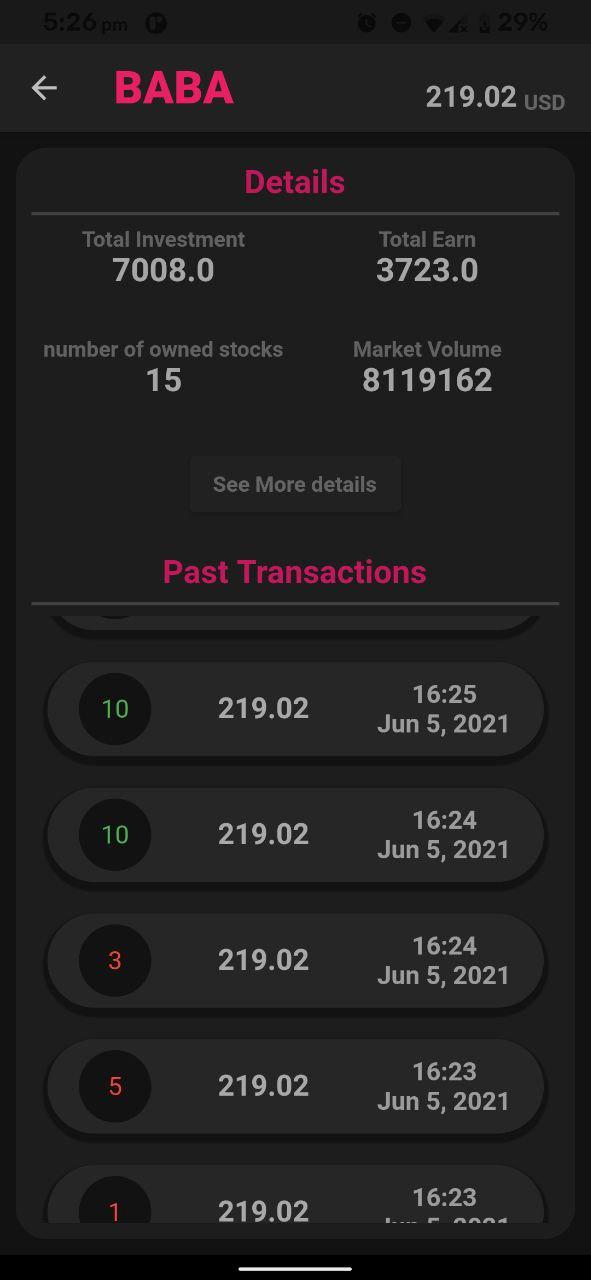 5:26 pm 29%
BABA 219.02 USD
Details
Total Investment Total Earn
7008.0 3723.0
number of owned stocks Market Volume
15 8119162
See More details
Past Transactions
10 219.02 16:25
Jun 5, 2021
10 219.02 16:24
Jun 5, 2021
3 219.02 16:24
Jun 5, 2021
5 219.02 16:23
Jun 5, 2021
1 219.02 16:23
Jun 5, 2021